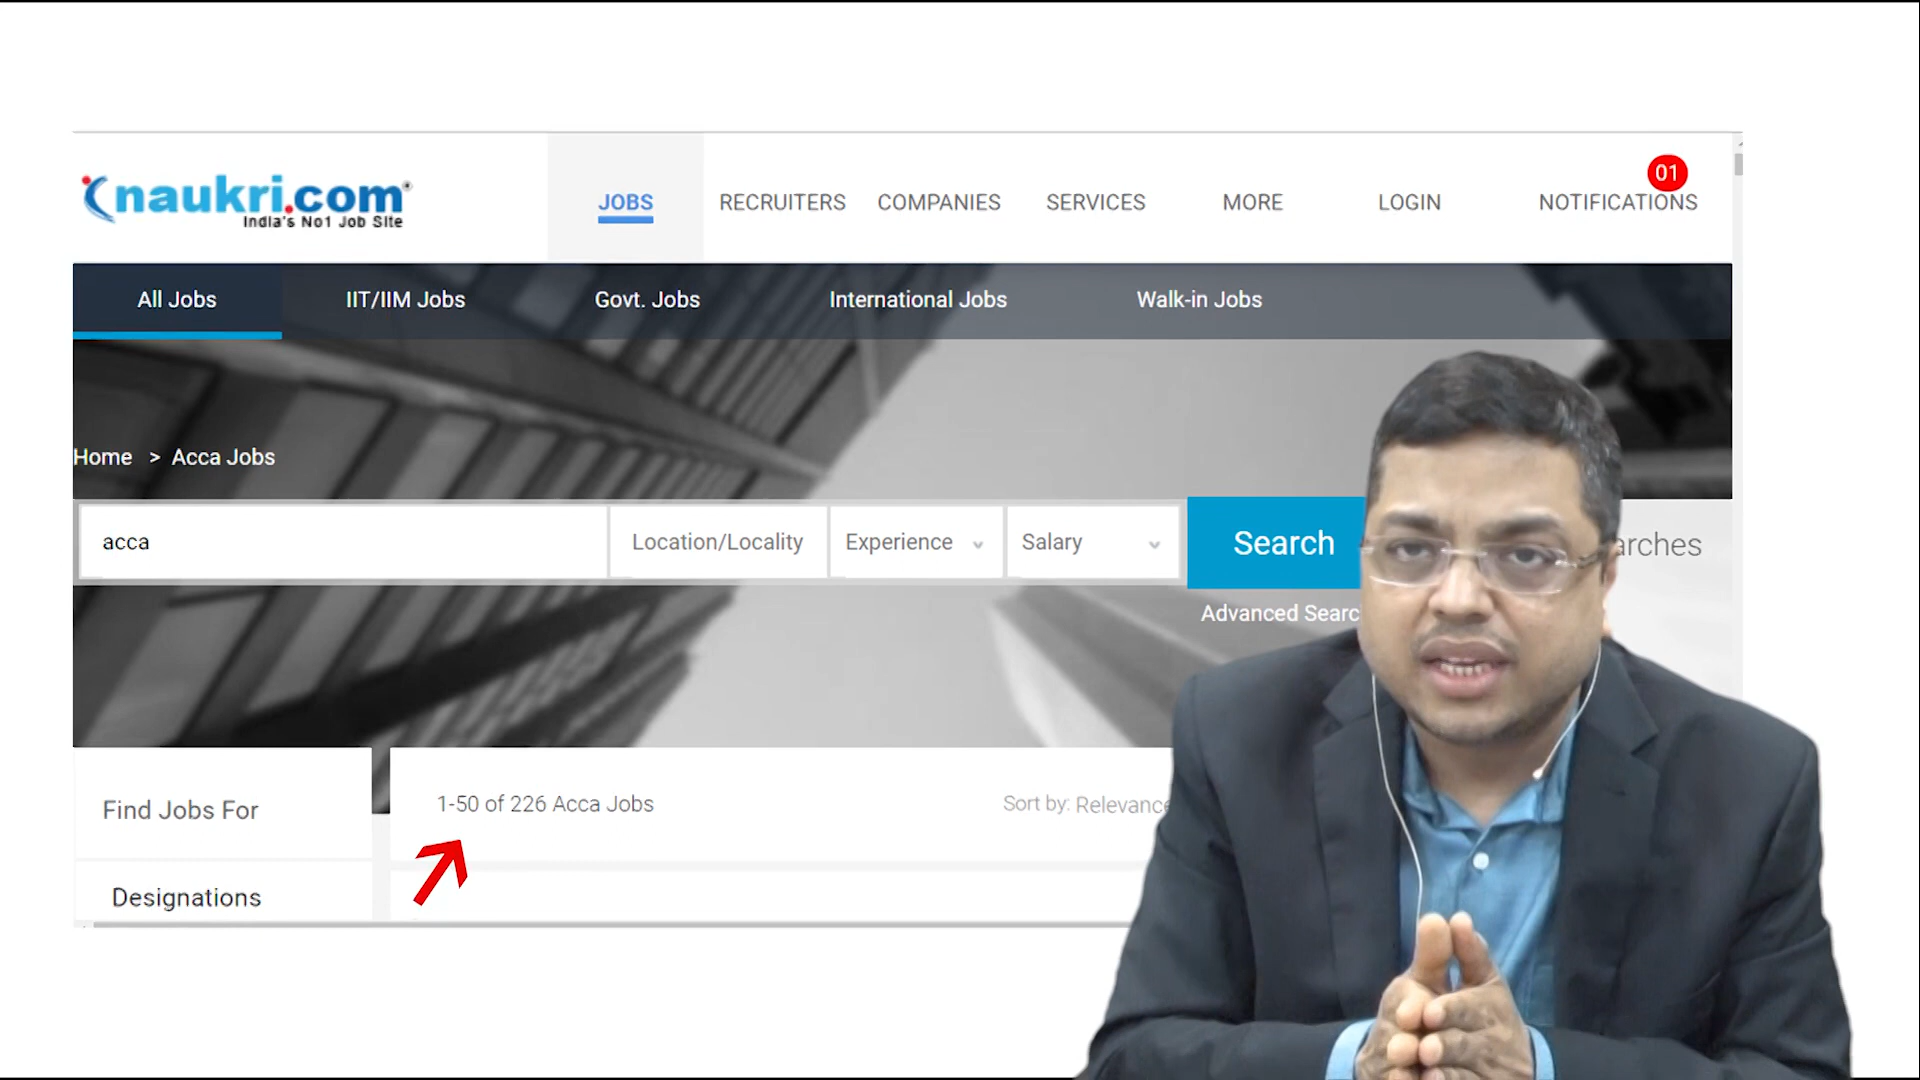 naukri.com
India's No1 Job Site
JOBS
RECRUITERS
COMPANIES
SERVICES
MORE
LOGIN
01
NOTIFICATIONS
All Jobs
IIT/IIM Jobs
Govt. Jobs
International Jobs
Walk-in Jobs
Home > Acca Jobs
acca
Location/Locality
Experience
Salary
Search
arches
Advanced Searc
Find Jobs For
1-50 of 226 Acca Jobs
Sort by: Relevance
Designations